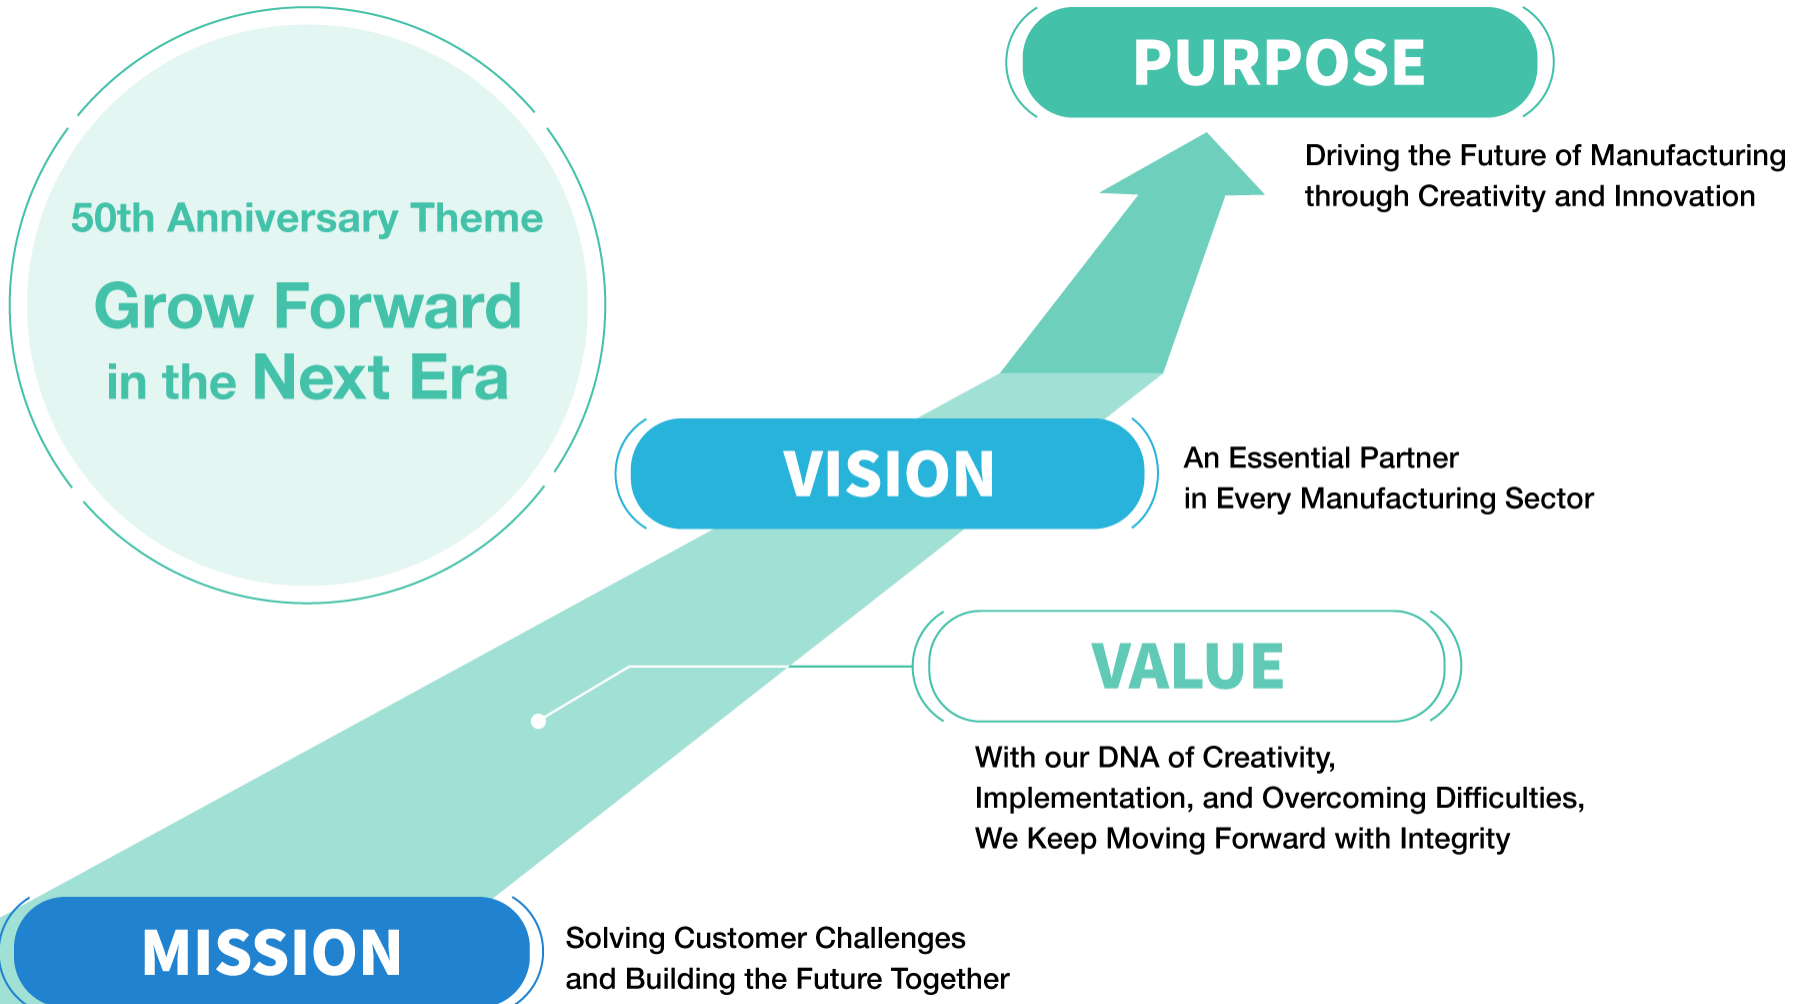 50th Anniversary Theme
Grow Forward
in the Next Era
PURPOSE
Driving the Future of Manufacturing
through Creativity and Innovation
VISION
An Essential Partner
in Every Manufacturing Sector
VALUE
With our DNA of Creativity,
Implementation, and Overcoming Difficulties,
We Keep Moving Forward with Integrity
MISSION
Solving Customer Challenges
and Building the Future Together